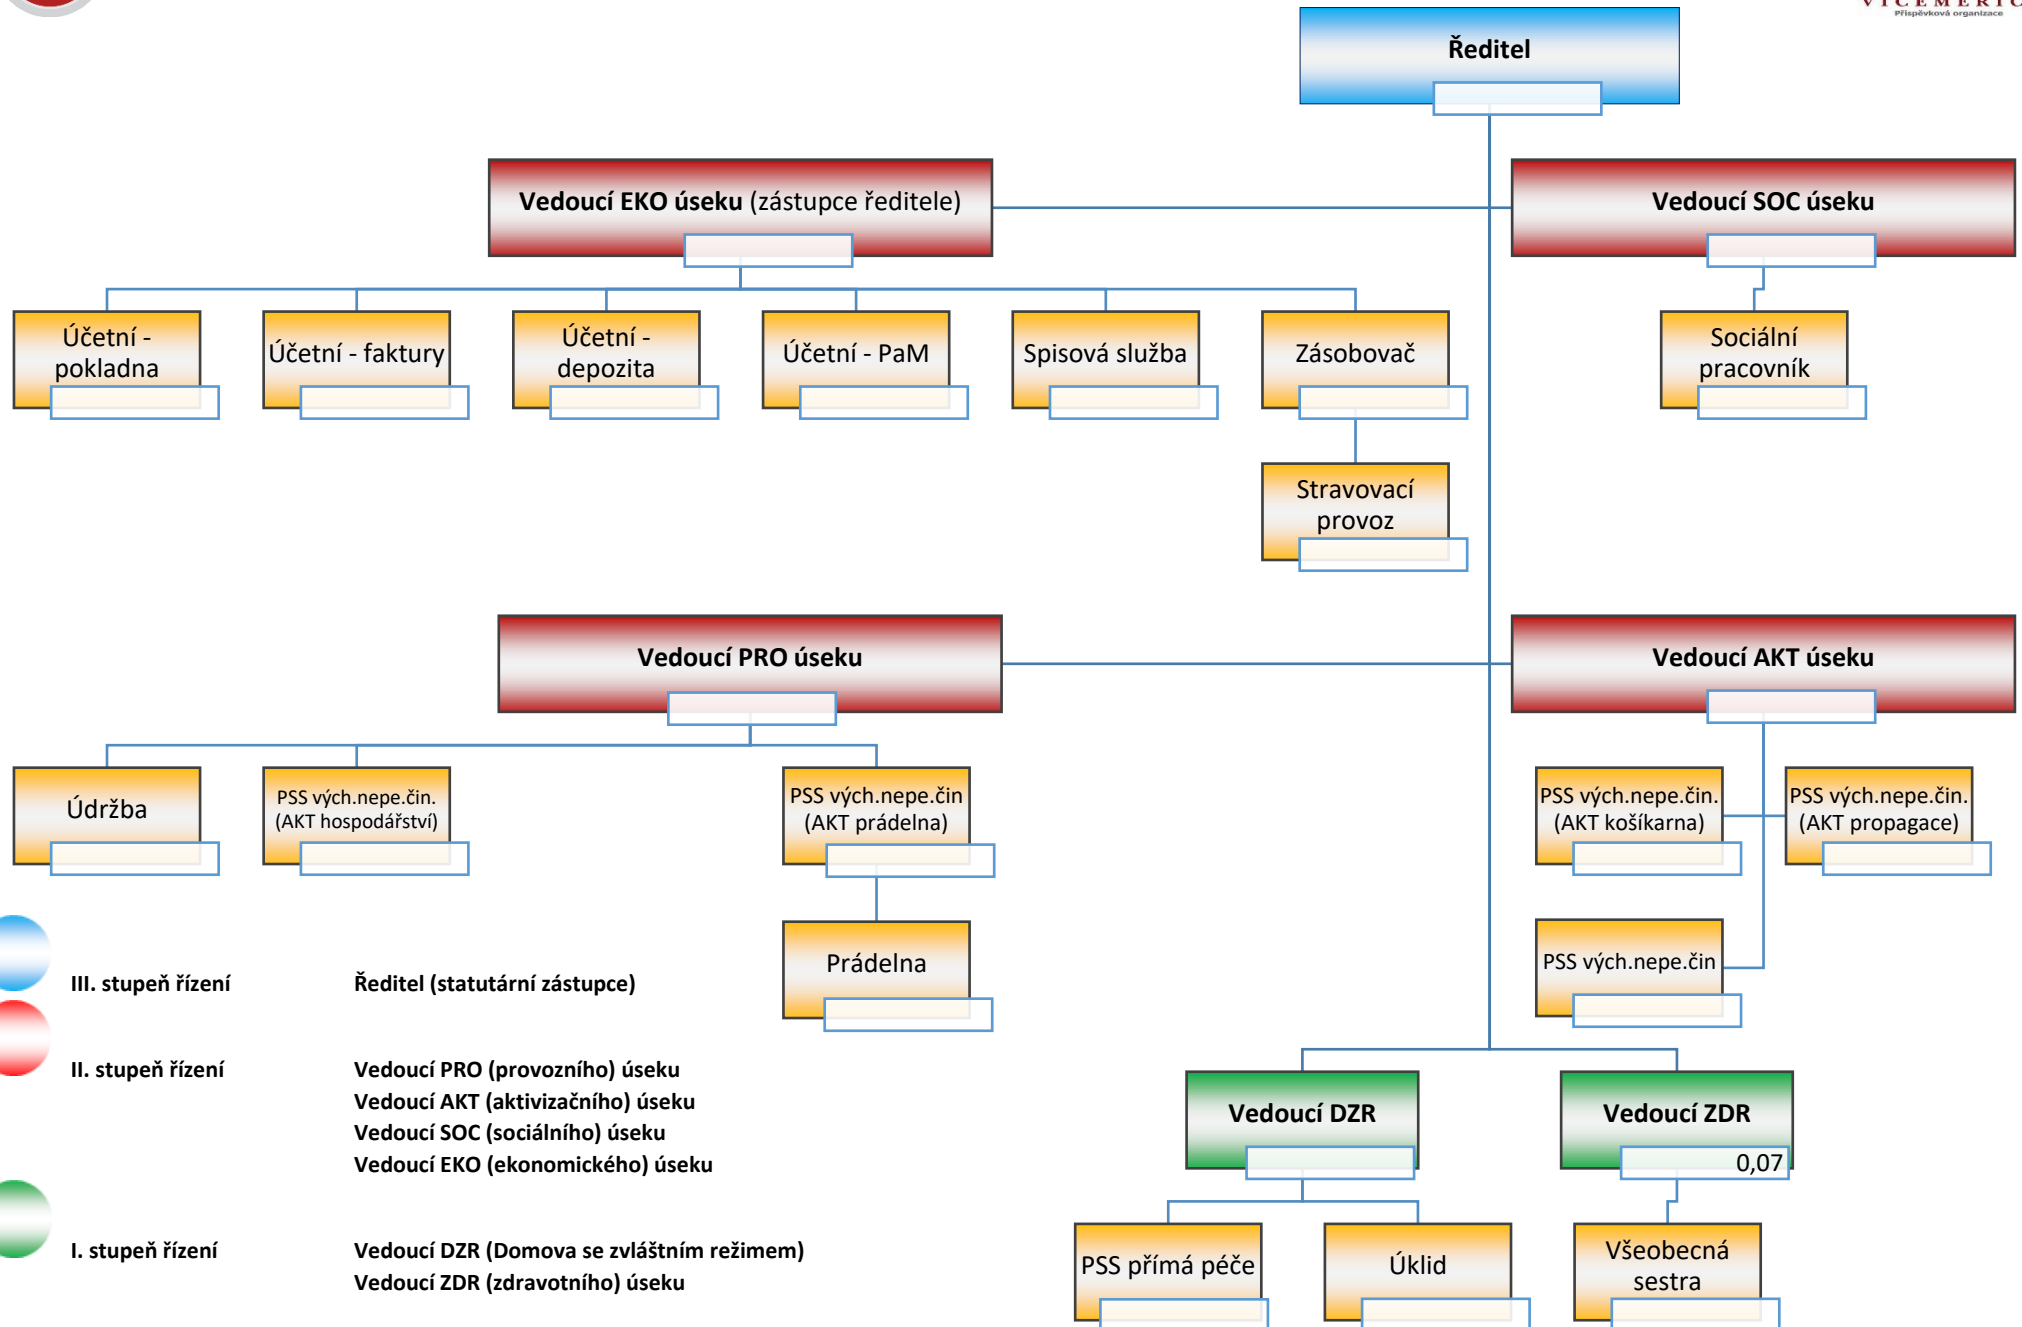 Příspěvková organizace
Ředitel
Vedoucí EKO úseku (zástupce ředitele)
Vedoucí SOC úseku
Účetní -
pokladna
Účetní - faktury
Účetní -
depozita
Účetní - PaM
Spisová služba
Zásobovač
Sociální
pracovník
Stravovací
provoz
Vedoucí PRO úseku
Vedoucí AKT úseku
Údržba
PSS vých.nepe.čin.
(AKT hospodářství)
PSS vých.nepe.čin
(AKT prádelna)
PSS vých.nepe.čin.
(AKT košíkarna)
PSS vých.nepe.čin.
(AKT propagace)
Prádelna
PSS vých.nepe.čin
III. stupeň řízení Ředitel (statutární zástupce)
II. stupeň řízení Vedoucí PRO (provozního) úseku
Vedoucí AKT (aktivizačního) úseku
Vedoucí SOC (sociálního) úseku
Vedoucí EKO (ekonomického) úseku
Vedoucí DZR
Vedoucí ZDR
0,07
I. stupeň řízení Vedoucí DZR (Domova se zvláštním režimem)
Vedoucí ZDR (zdravotního) úseku
PSS přímá péče
Úklid
Všeobecná
sestra